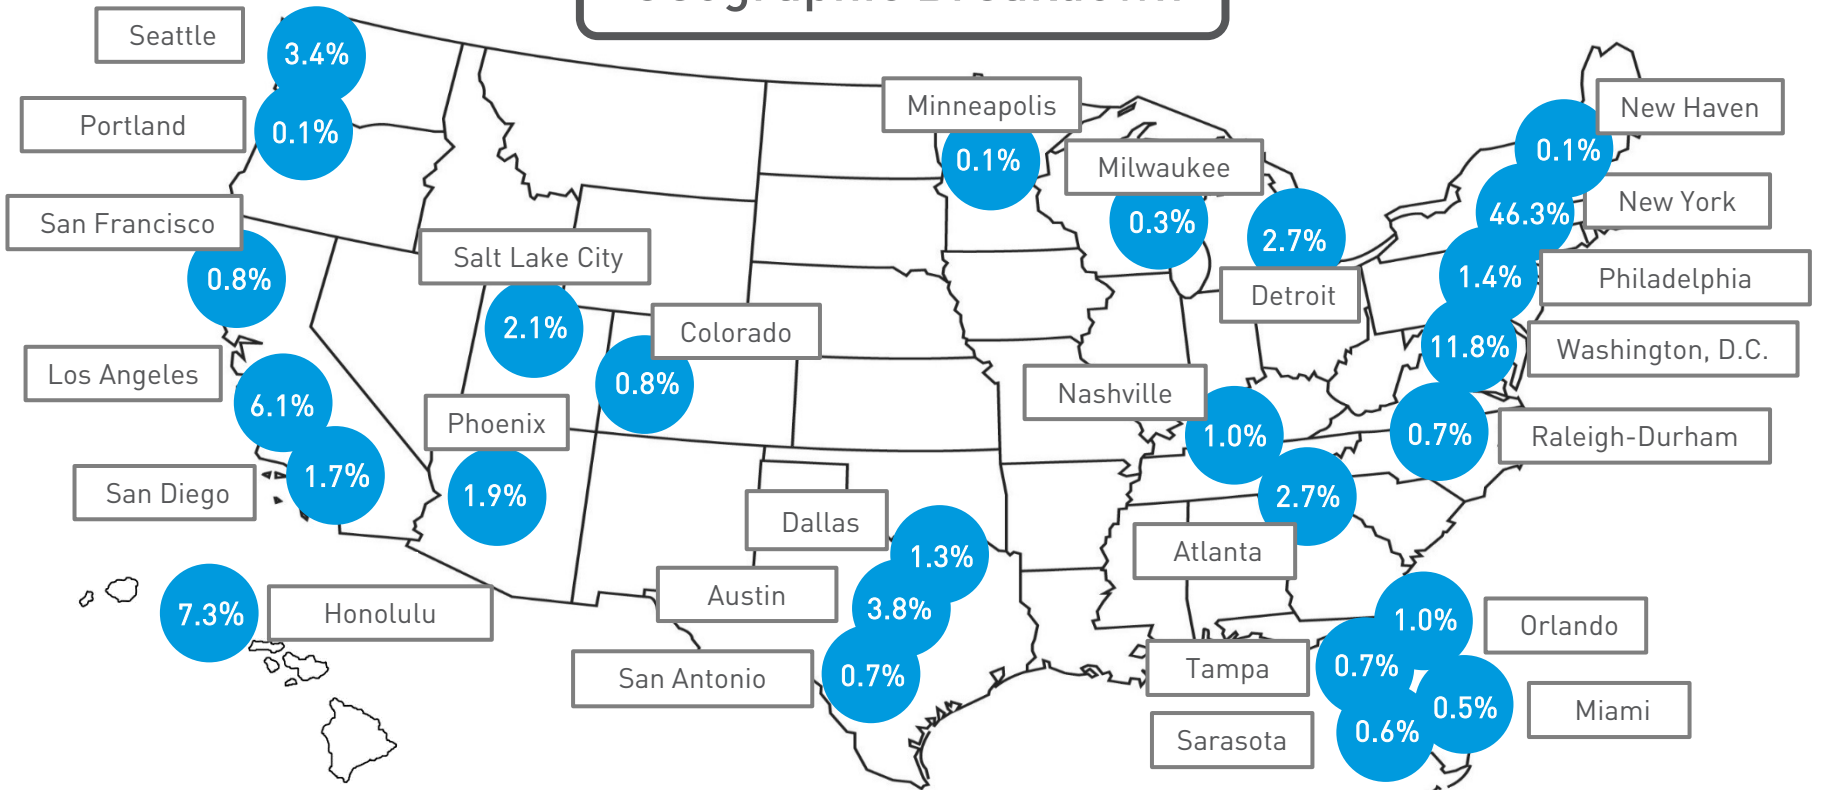 Seattle
3.4%
Portland
0.1%
San Francisco
0.8%
Los Angeles
6.1%
San Diego
1.7%
Honolulu
7.3%
Salt Lake City
2.1%
Colorado
0.8%
Phoenix
1.9%
Dallas
1.3%
Austin
3.8%
San Antonio
0.7%
Minneapolis
0.1%
Milwaukee
0.3%
2.7%
Detroit
Nashville
1.0%
2.7%
Atlanta
New Haven
0.1%
New York
46.3%
Philadelphia
1.4%
Washington, D.C.
11.8%
Raleigh-Durham
0.7%
Orlando
1.0%
Tampa
0.7%
Miami
0.5%
Sarasota
0.6%